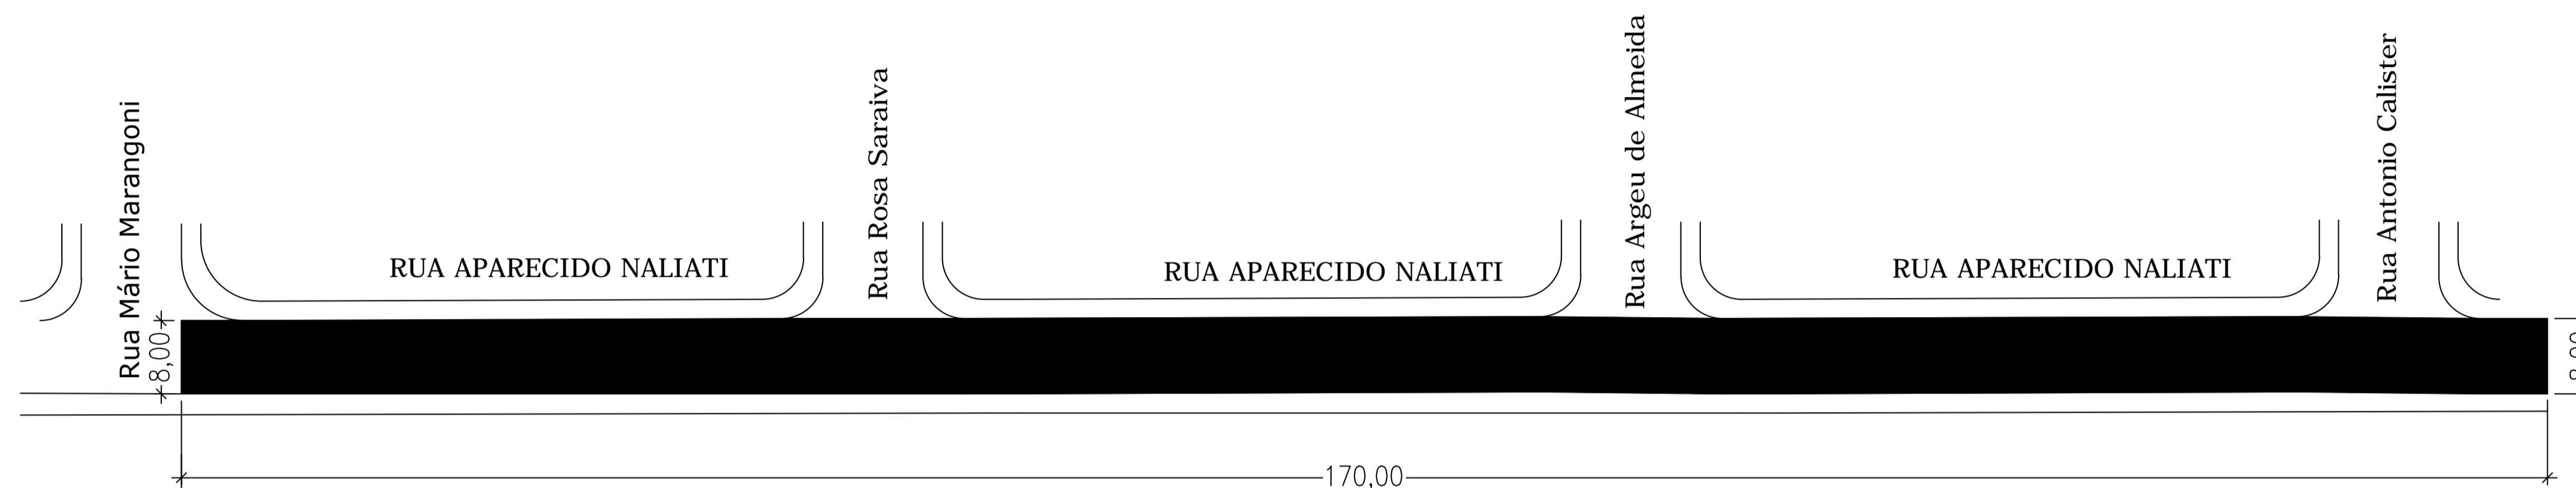 Rua Mário Marangoni
RUA APARECIDO NALIATI
Rua Rosa Saraiva
RUA APARECIDO NALIATI
Rua Argeu de Almeida
RUA APARECIDO NALIATI
Rua Antonio Calister
8,00
170,00